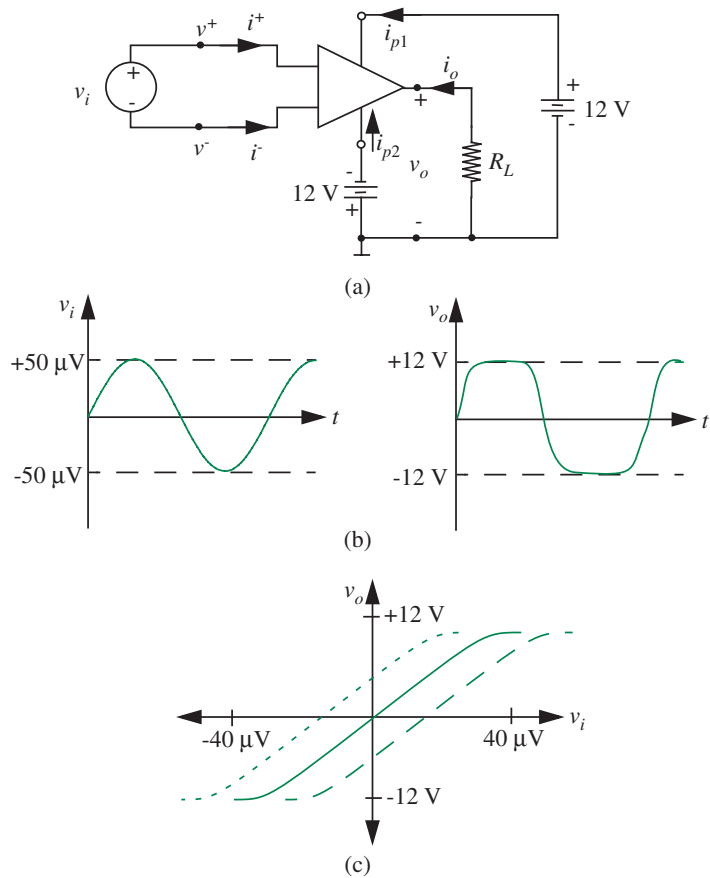 v+
i+
ip1
vi
+
-
io
+
+
-
12 V
v-
i-
ip2
vo
RL
-
12 V
+
-
(a)
vi
vo
+50 μV
+12 V
t
t
-50 μV
-12 V
(b)
vo
+12 V
-40 μV
40 μV
vi
-12 V
(c)